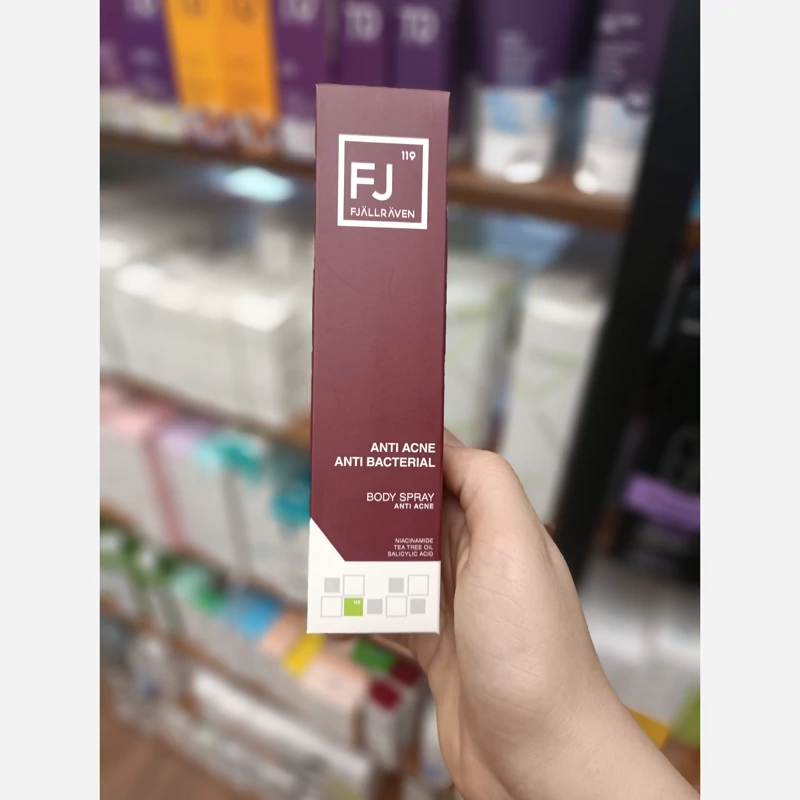 119
FJ
FJÄLLRÄVEN
ANTI ACNE
ANTI BACTERIAL
BODY SPRAY
ANTI ACNE
NIACINAMIDE
TEA TREE OIL
SALICYLIC ACID